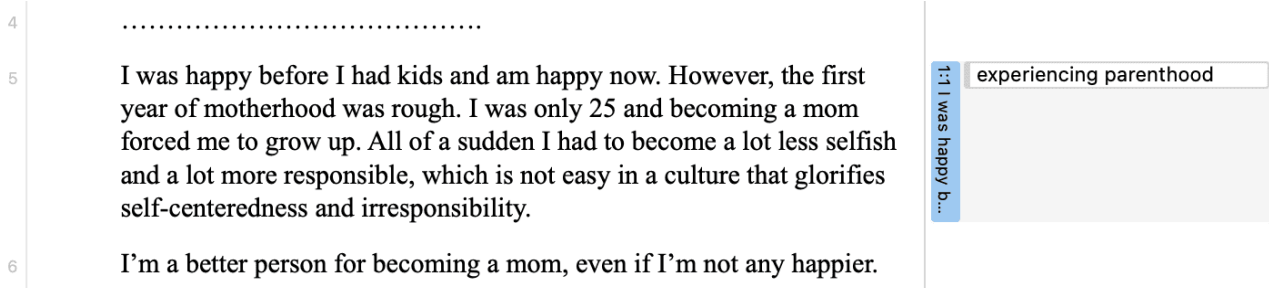 4
........................................
5
I was happy before I had kids and am happy now. However, the first
year of motherhood was rough. I was only 25 and becoming a mom
forced me to grow up. All of a sudden I had to become a lot less selfish
and a lot more responsible, which is not easy in a culture that glorifies
self-centeredness and irresponsibility.
6
I’m a better person for becoming a mom, even if I’m not any happier.
1:1 I was happy b...
experiencing parenthood